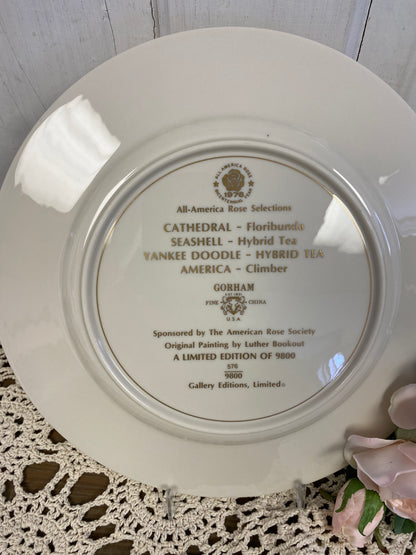 ALL-AMERICA ROSE
1976
BICENTENNIAL YEAR
All-America Rose Selections
CATHEDRAL - Floribunda
SEASHELL - Hybrid Tea
YANKEE DOODLE - HYBRID TEA
AMERICA - Climber
GORHAM
FINE CHINA
U.S.A.
Sponsored by The American Rose Society
Original Painting by Luther Bookout
A LIMITED EDITION OF 9800
576
9800
Gallery Editions, Limited©